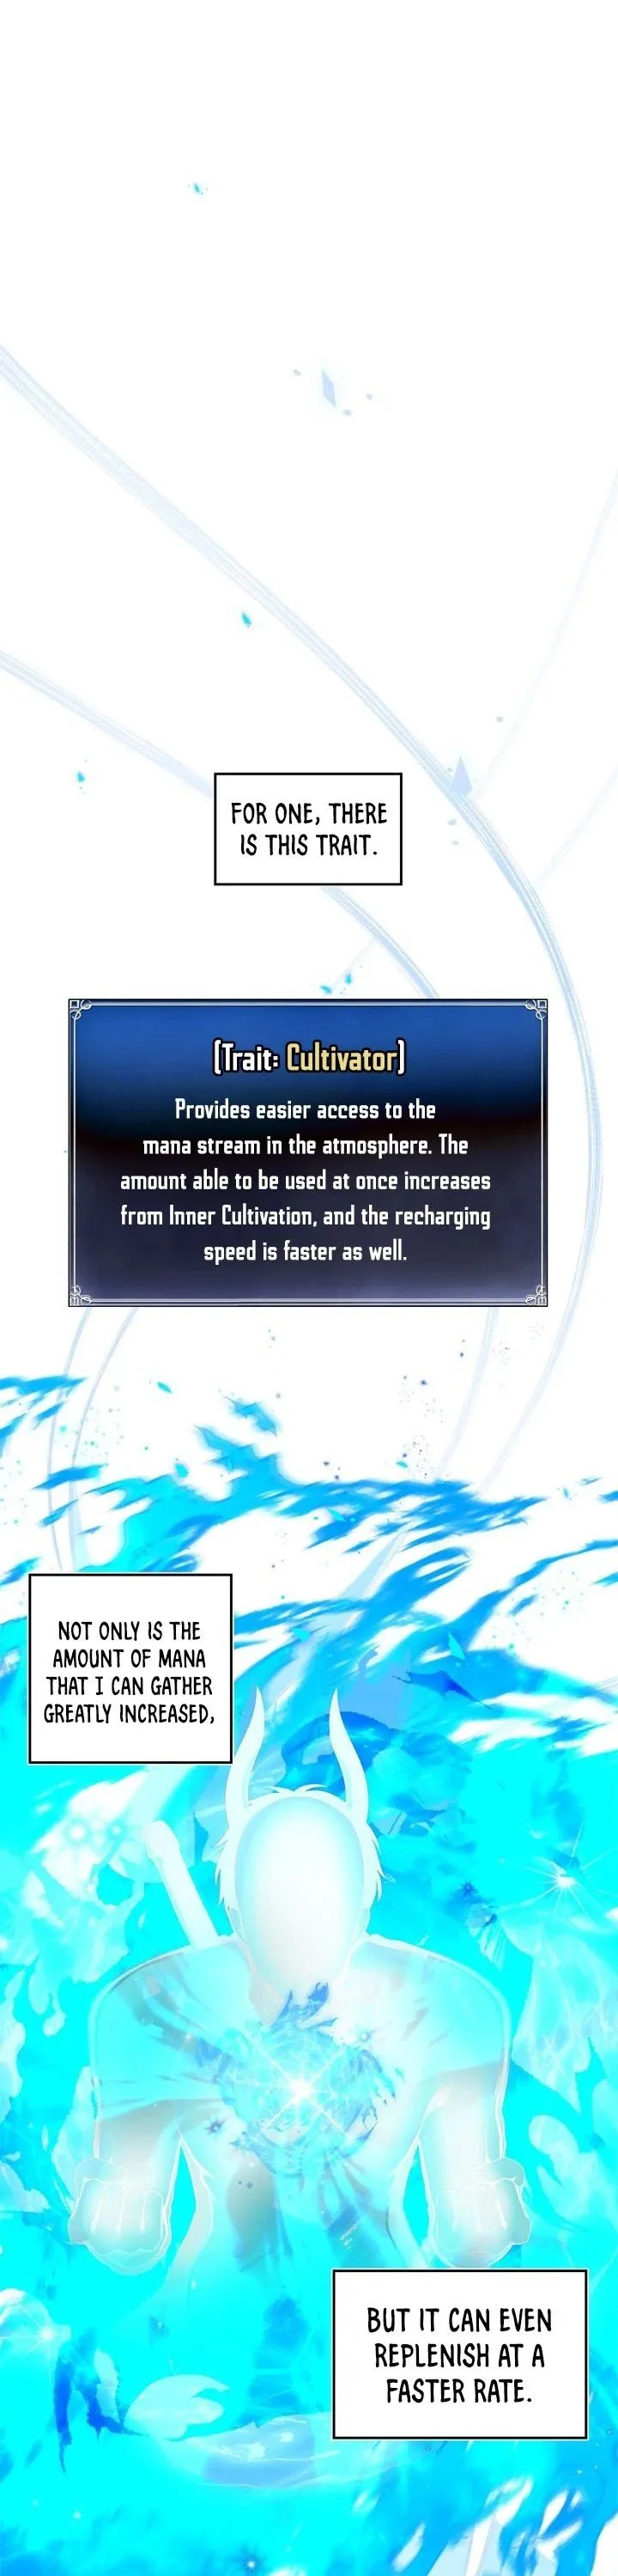 FOR ONE, THERE
IS THIS TRAIT.
[Trait: Cultivator]
Provides easier access to the
mana stream in the atmosphere. The
amount able to be used at once increases
from Inner Cultivation, and the recharging
speed is faster as well.
NOT ONLY IS THE
AMOUNT OF MANA
THAT I CAN GATHER
GREATLY INCREASED,
BUT IT CAN EVEN
REPLENISH AT A
FASTER RATE.